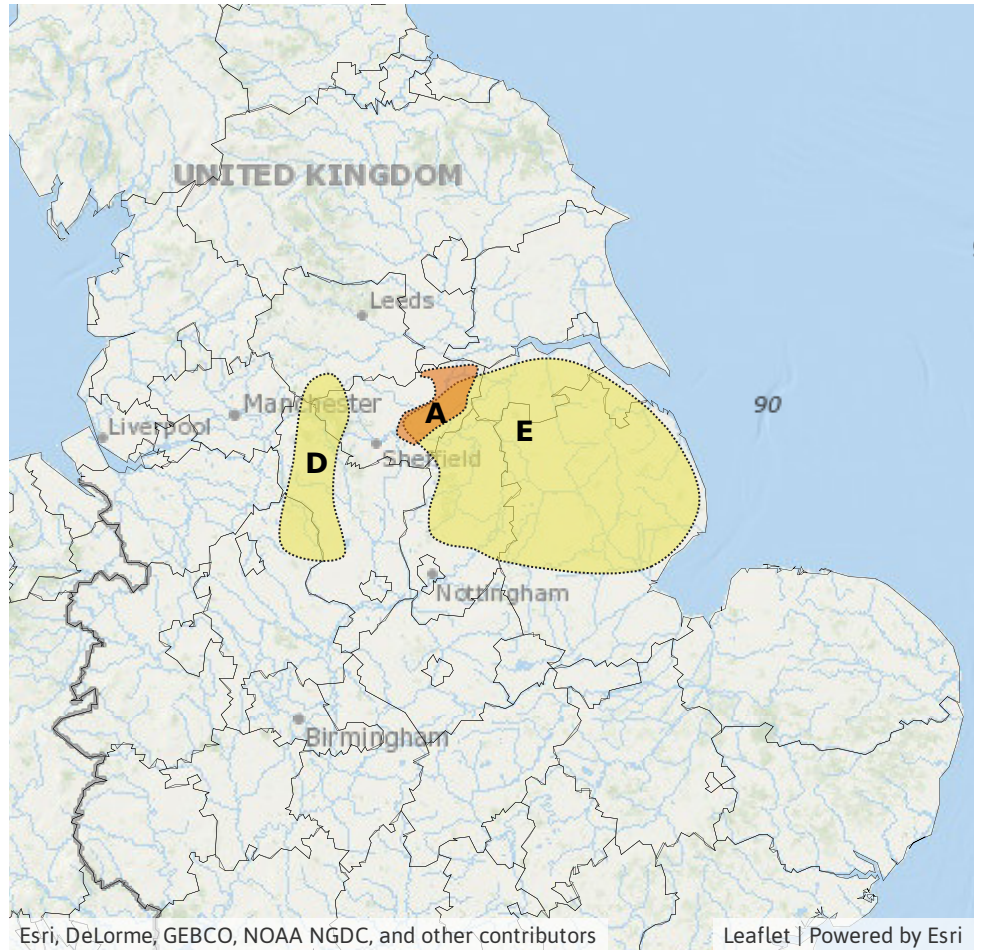 UNITED KINGDOM
Leeds
90
Manchester
Liverpool
A
E
Sheffield
D
Nottingham
Birmingham
Esri, DeLorme, GEBCO, NOAA NGDC, and other contributors
Leaflet | Powered by Esri